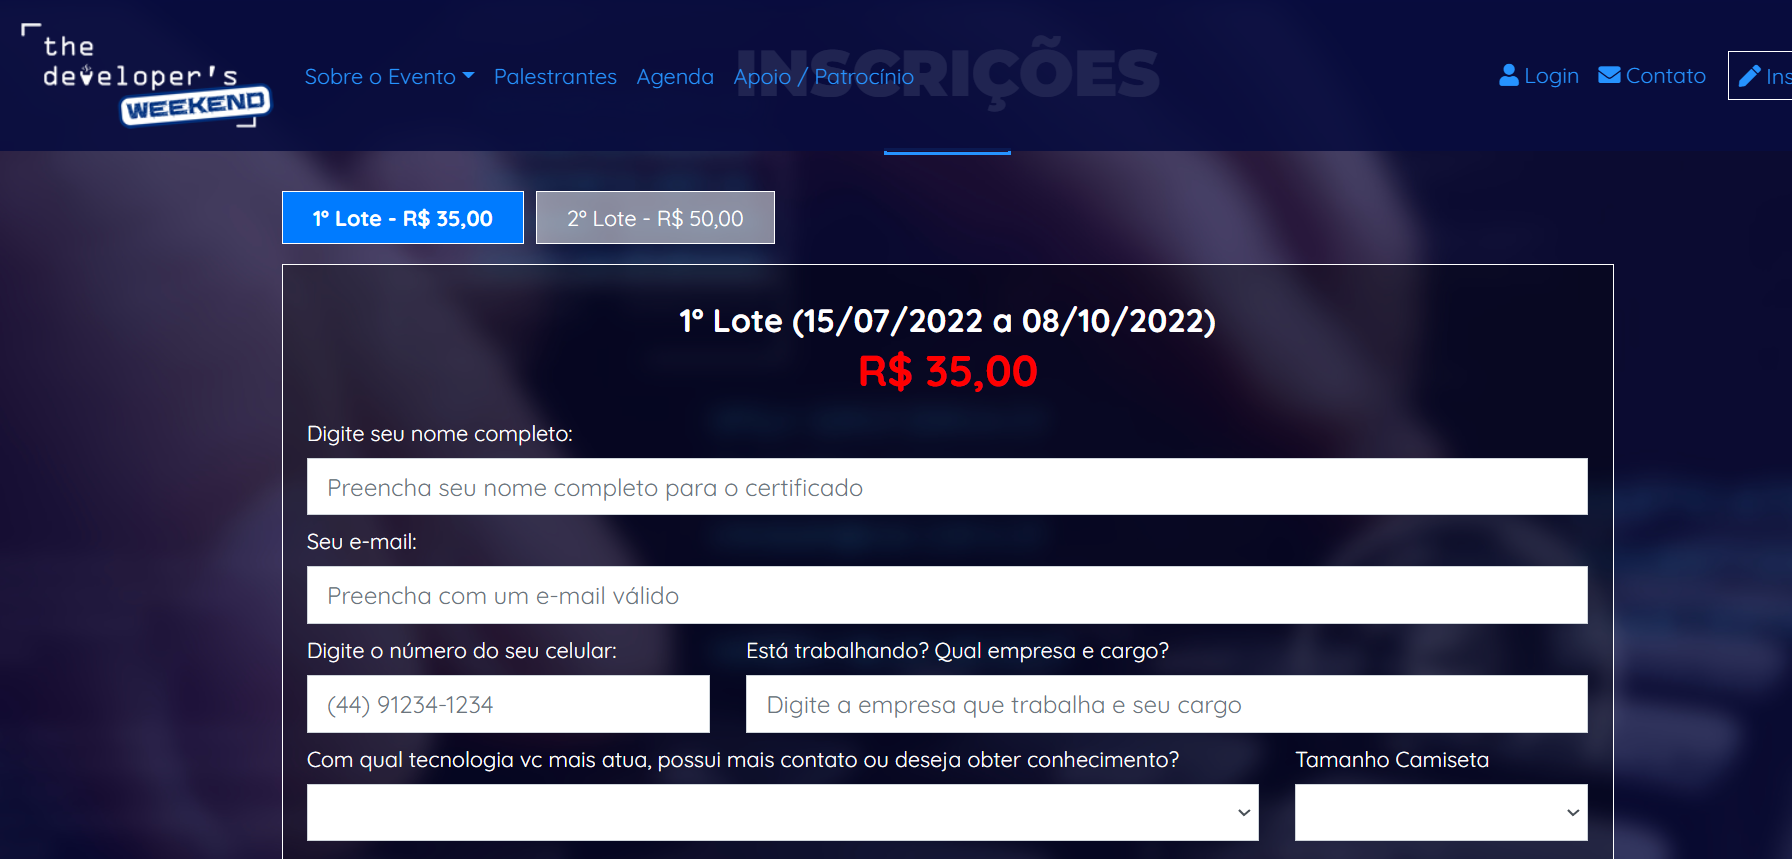 the
developer's
WEEKEND
Sobre o Evento
Palestrantes
Agenda
Apoio / Patrocínio
INSCRIÇÕES
Login
Contato
Ins
1º Lote - R$ 35,00
2º Lote - R$ 50,00
1º Lote (15/07/2022 a 08/10/2022)
R$ 35,00
Digite seu nome completo:
Preencha seu nome completo para o certificado
Seu e-mail:
Preencha com um e-mail válido
Digite o número do seu celular:
Está trabalhando? Qual empresa e cargo?
(44) 91234-1234
Digite a empresa que trabalha e seu cargo
Com qual tecnologia vc mais atua, possui mais contato ou deseja obter conhecimento?
Tamanho Camiseta